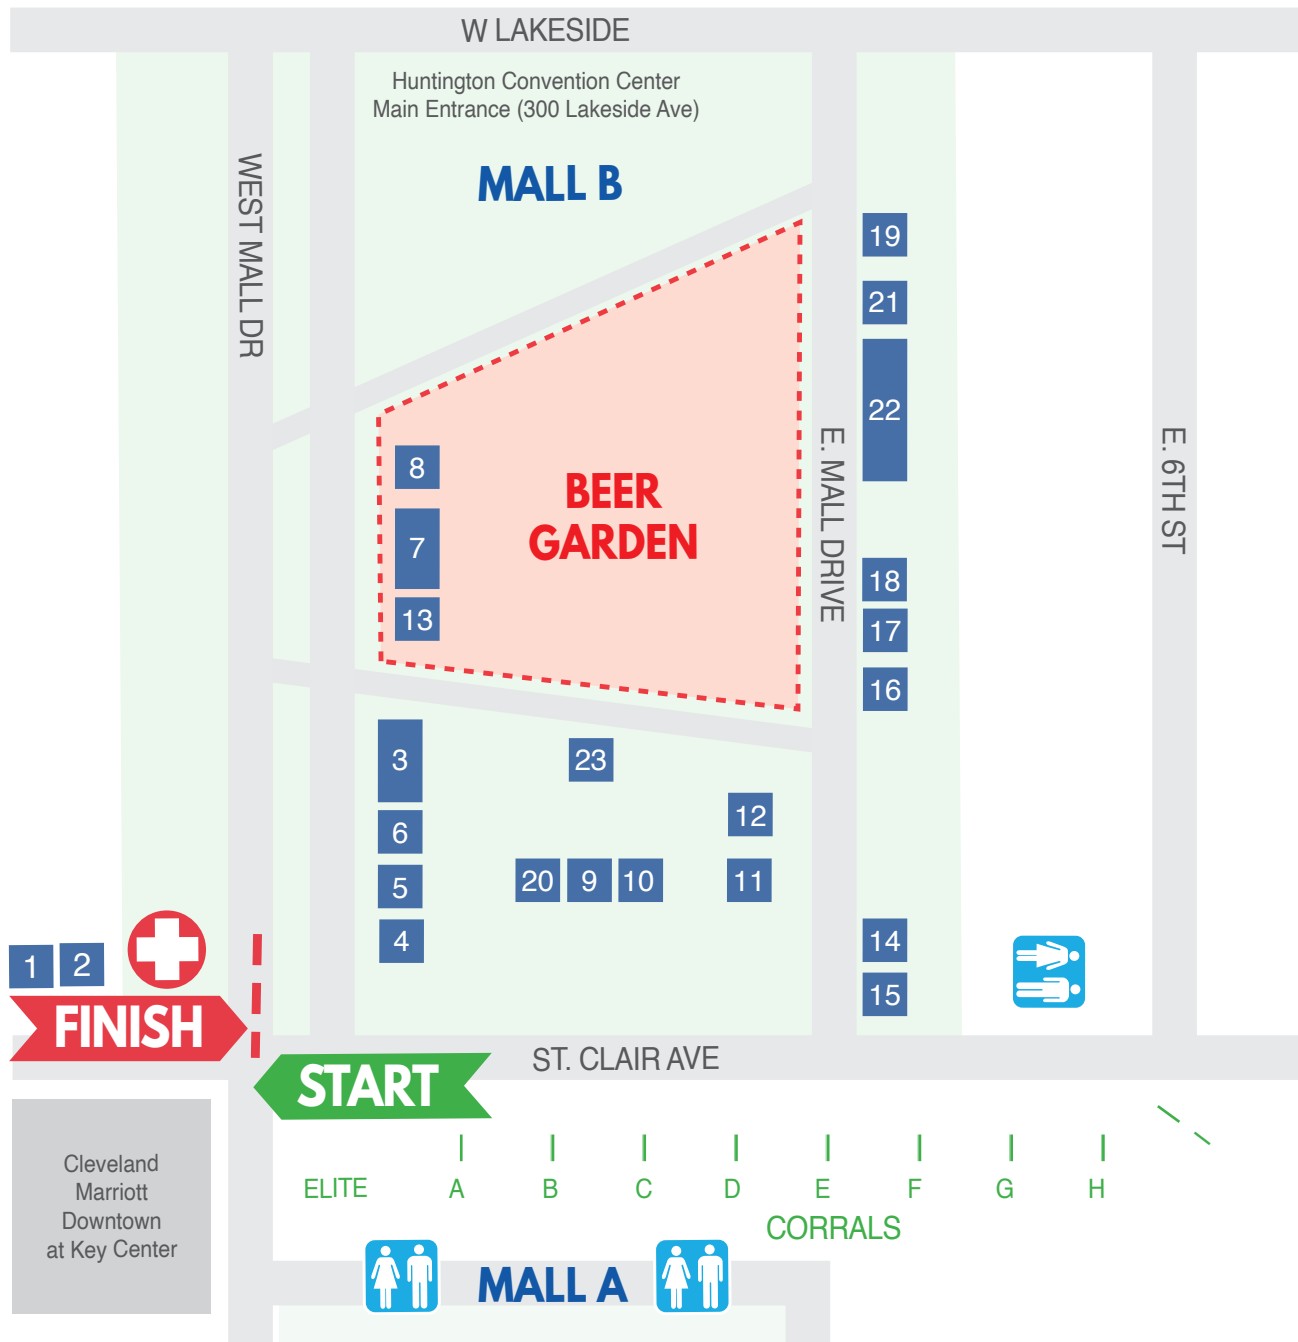 W LAKESIDE
Huntington Convention Center
Main Entrance (300 Lakeside Ave)
MALL B
WEST MALL DR
19
21
22
E. MALL DRIVE
E. 6TH ST
8
BEER
GARDEN
7
13
18
17
16
3
23
12
6
20
9
10
11
5
4
14
1
2
15
FINISH
ST. CLAIR AVE
START
Cleveland
Marriott
Downtown
at Key Center
ELITE
A
B
C
D
E
F
G
H
CORRALS
MALL A